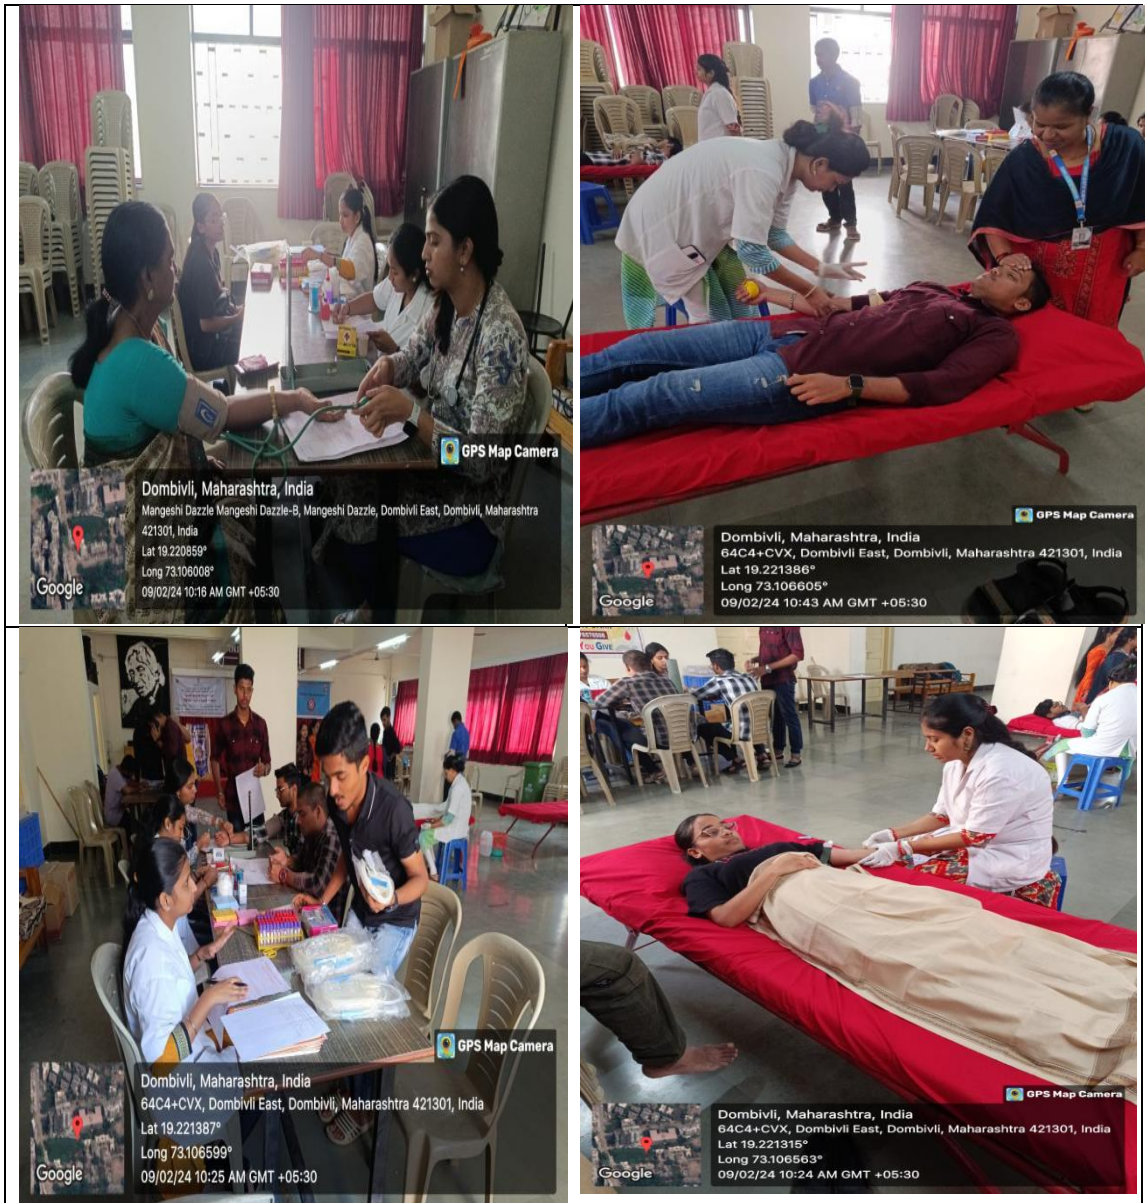 GPS Map Camera
Dombivli, Maharashtra, India
Mangeshi Dazzle Mangeshi Dazzle-B, Mangeshi Dazzle, Dombivli East, Dombivli, Maharashtra
421301, India
Lat 19.220859°
Long 73.106008°
09/02/24 10:16 AM GMT +05:30
Google
GPS Map Camera
Dombivli, Maharashtra, India
64C4+CVX, Dombivli East, Dombivli, Maharashtra 421301, India
Lat 19.221386°
Long 73.106605°
09/02/24 10:43 AM GMT +05:30
Google
GPS Map Camera
Dombivli, Maharashtra, India
64C4+CVX, Dombivli East, Dombivli, Maharashtra 421301, India
Lat 19.221387°
Long 73.106599°
09/02/24 10:25 AM GMT +05:30
Google
YOU GIVE
GPS Map Camera
Dombivli, Maharashtra, India
64C4+CVX, Dombivli East, Dombivli, Maharashtra 421301, India
Lat 19.221315°
Long 73.106563°
09/02/24 10:24 AM GMT +05:30
Google